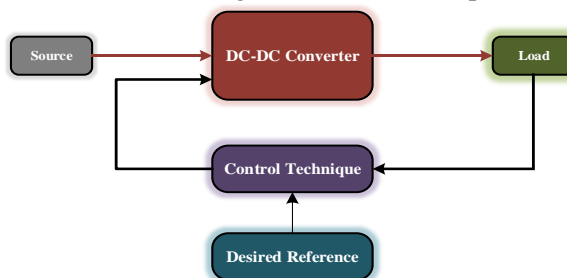 Source
DC-DC Converter
Load
Control Technique
Desired Reference